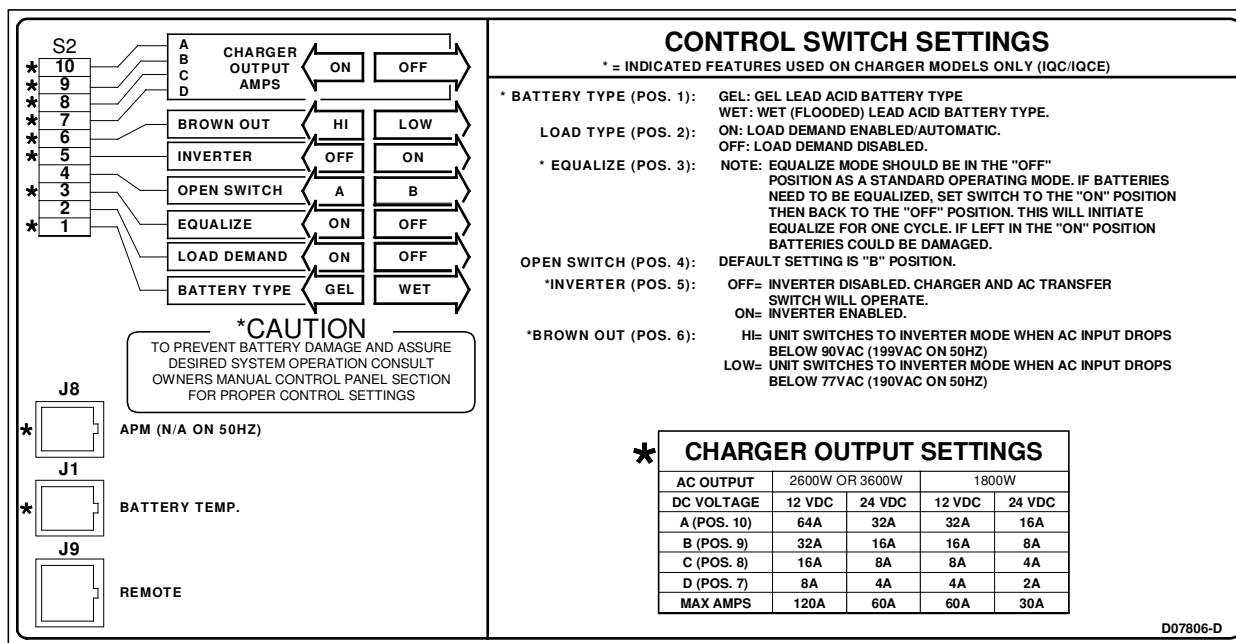 S2
* 10
* 9
* 8
* 7
* 6
* 5
4
* 3
2
* 1
A
B
C
D
CHARGER
OUTPUT
AMPS
ON OFF
BROWN OUT HI LOW
INVERTER OFF ON
OPEN SWITCH A B
EQUALIZE ON OFF
LOAD DEMAND ON OFF
BATTERY TYPE GEL WET
*CAUTION
TO PREVENT BATTERY DAMAGE AND ASSURE
DESIRED SYSTEM OPERATION CONSULT
OWNERS MANUAL CONTROL PANEL SECTION
FOR PROPER CONTROL SETTINGS
J8
* APM (N/A ON 50HZ)
J1
* BATTERY TEMP.
J9
REMOTE
CONTROL SWITCH SETTINGS
* = INDICATED FEATURES USED ON CHARGER MODELS ONLY (IQC/IQCE)
* BATTERY TYPE (POS. 1): GEL: GEL LEAD ACID BATTERY TYPE
WET: WET (FLOODED) LEAD ACID BATTERY TYPE.
LOAD TYPE (POS. 2): ON: LOAD DEMAND ENABLED/AUTOMATIC.
OFF: LOAD DEMAND DISABLED.
* EQUALIZE (POS. 3): NOTE: EQUALIZE MODE SHOULD BE IN THE "OFF"
POSITION AS A STANDARD OPERATING MODE. IF BATTERIES
NEED TO BE EQUALIZED, SET SWITCH TO THE "ON" POSITION
THEN BACK TO THE "OFF" POSITION. THIS WILL INITIATE
EQUALIZE FOR ONE CYCLE. IF LEFT IN THE "ON" POSITION
BATTERIES COULD BE DAMAGED.
OPEN SWITCH (POS. 4): DEFAULT SETTING IS "B" POSITION.
*INVERTER (POS. 5): OFF= INVERTER DISABLED. CHARGER AND AC TRANSFER
SWITCH WILL OPERATE.
ON= INVERTER ENABLED.
*BROWN OUT (POS. 6): HI= UNIT SWITCHES TO INVERTER MODE WHEN AC INPUT DROPS
BELOW 90VAC (199VAC ON 50HZ)
LOW= UNIT SWITCHES TO INVERTER MODE WHEN AC INPUT DROPS
BELOW 77VAC (190VAC ON 50HZ)
* CHARGER OUTPUT SETTINGS
AC OUTPUT 2600W OR 3600W 1800W
DC VOLTAGE 12 VDC 24 VDC 12 VDC 24 VDC
A (POS. 10) 64A 32A 32A 16A
B (POS. 9) 32A 16A 16A 8A
C (POS. 8) 16A 8A 8A 4A
D (POS. 7) 8A 4A 4A 2A
MAX AMPS 120A 60A 60A 30A
D07806-D